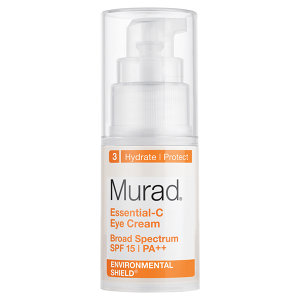 3 Hydrate | Protect
Murad.
Essential-C
Eye Cream
Broad Spectrum
SPF 15 | PA++
ENVIRONMENTAL
SHIELD®